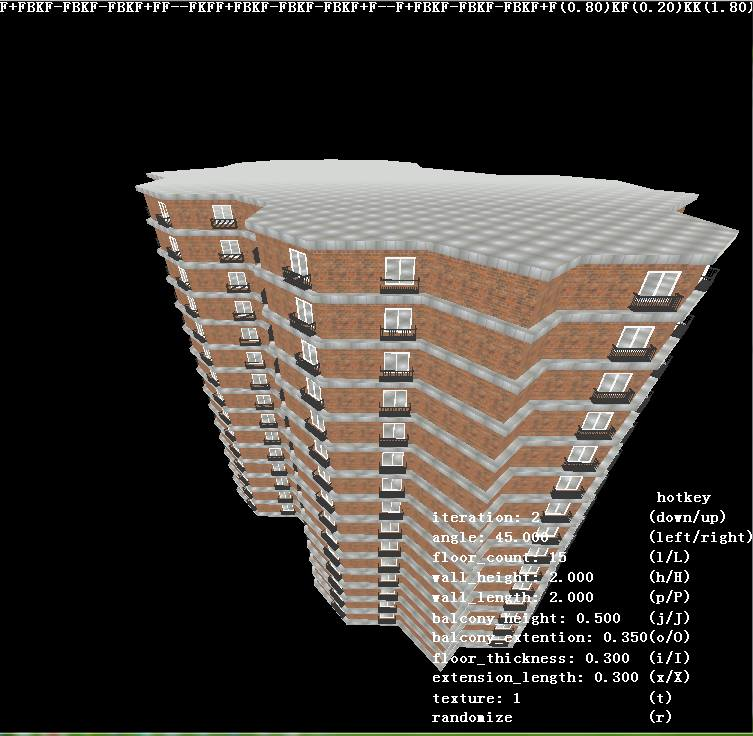 F+FBKF-FBKF-FBKF+FF--FKFF+FBKF-FBKF-FBKF+F--F+FBKF-FBKF-FBKF+F(0.80)KF(0.20)KK(1.80)
hotkey
iteration: 2 (down/up)
angle: 45.000 (left/right)
floor_count: 15 (l/L)
wall_height: 2.000 (h/H)
wall_length: 2.000 (p/P)
balcony_height: 0.500 (j/J)
balcony_extention: 0.350(o/O)
floor_thickness: 0.300 (i/I)
extension_length: 0.300 (x/X)
texture: 1 (t)
randomize (r)